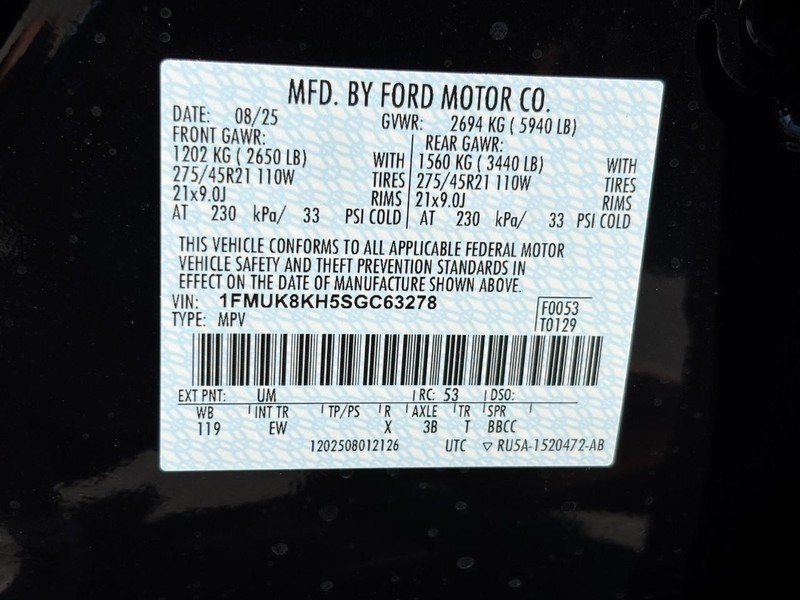 MFD. BY FORD MOTOR CO.
DATE: 08/25 GVWR: 2694 KG ( 5940 LB)
FRONT GAWR: REAR GAWR:
1202 KG ( 2650 LB) WITH 1560 KG ( 3440 LB) WITH
275/45R21 110W TIRES 275/45R21 110W TIRES
21x9.0J RIMS 21x9.0J RIMS
AT 230 kPa/ 33 PSI COLD AT 230 kPa/ 33 PSI COLD
THIS VEHICLE CONFORMS TO ALL APPLICABLE FEDERAL MOTOR
VEHICLE SAFETY AND THEFT PREVENTION STANDARDS IN
EFFECT ON THE DATE OF MANUFACTURE SHOWN ABOVE.
VIN: 1FMUK8KH5SGC63278 F0053
TYPE: MPV T0129
EXT PNT: UM RC: 53 DSO:
WB INT TR TP/PS R AXLE TR SPR
119 EW X 3B T BBCC
1202508012126 UTC ▽ RU5A-1520472-AB